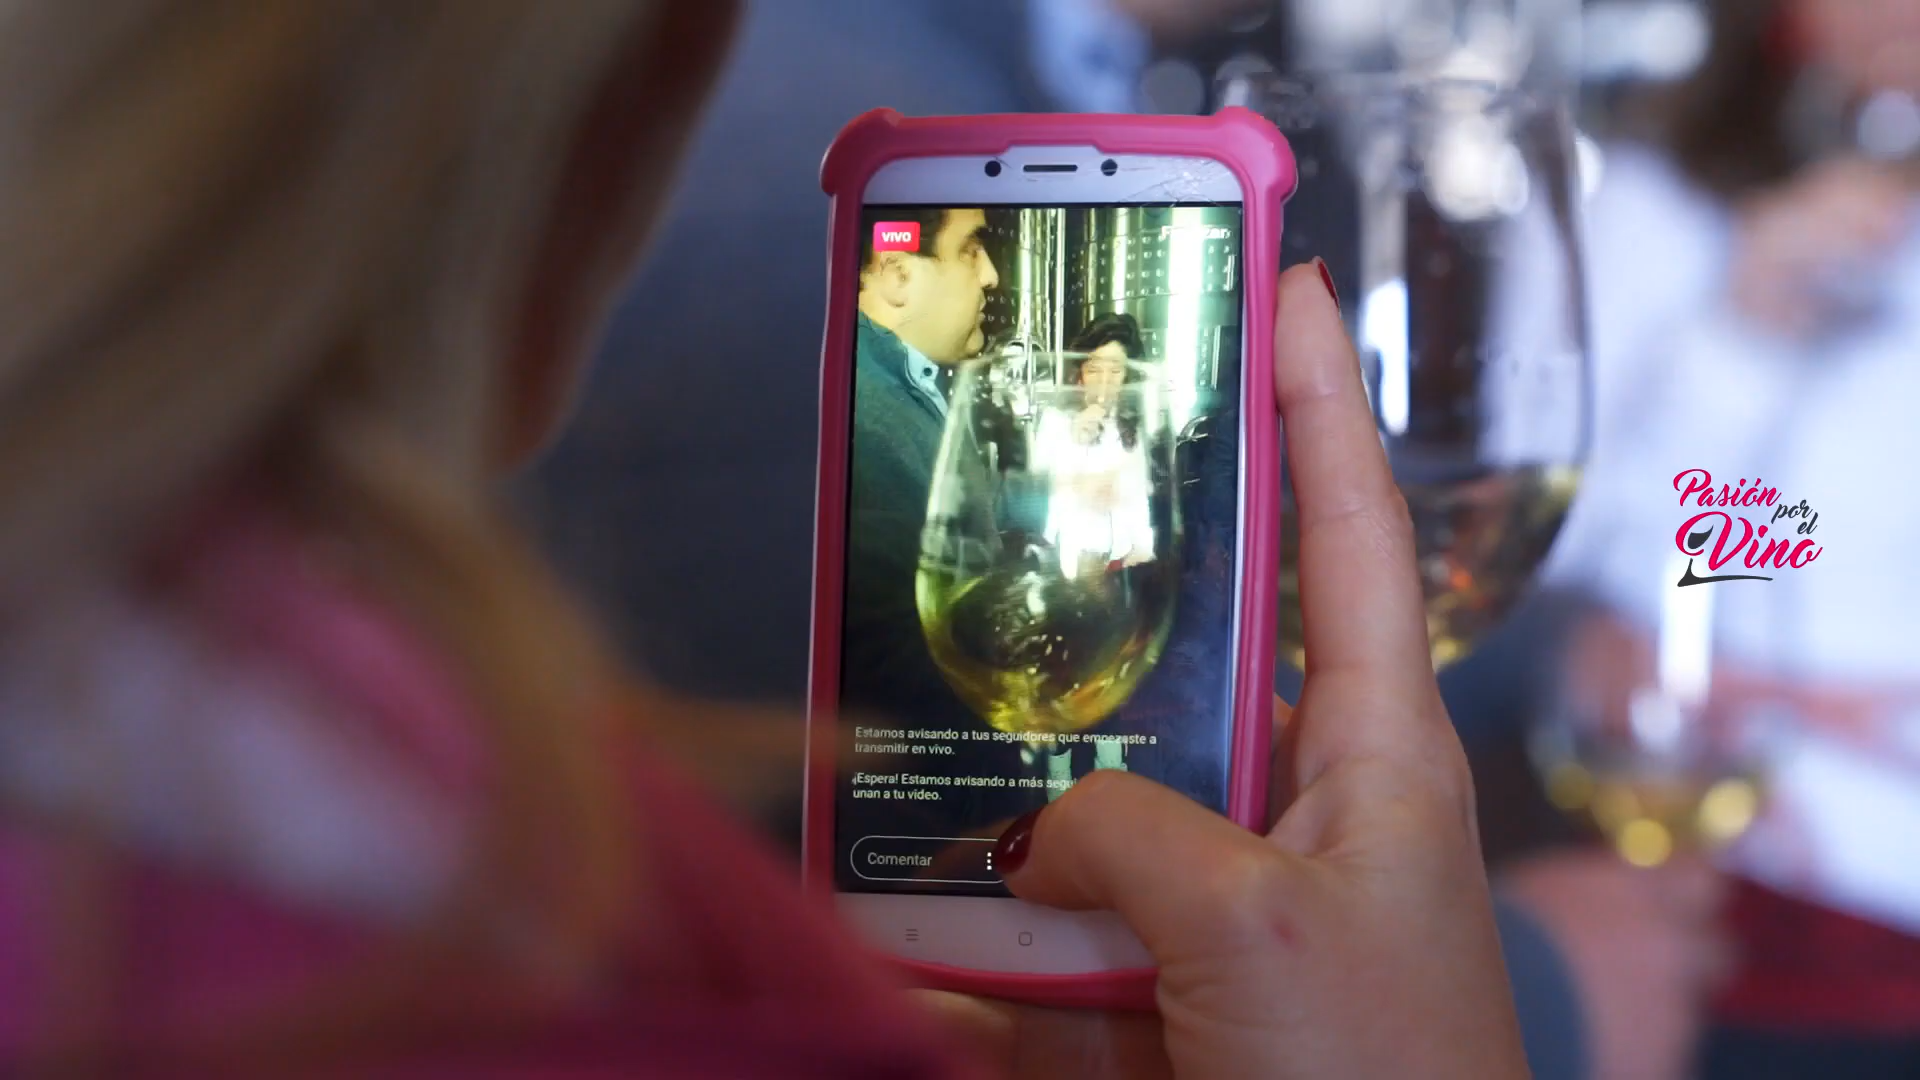 VIVO
Estamos avisando a tus seguidores que empezaste a
transmitir en vivo.
¡Espera! Estamos avisando a más
unan a tu video.
Comentar
Pasión
por
el
Vino